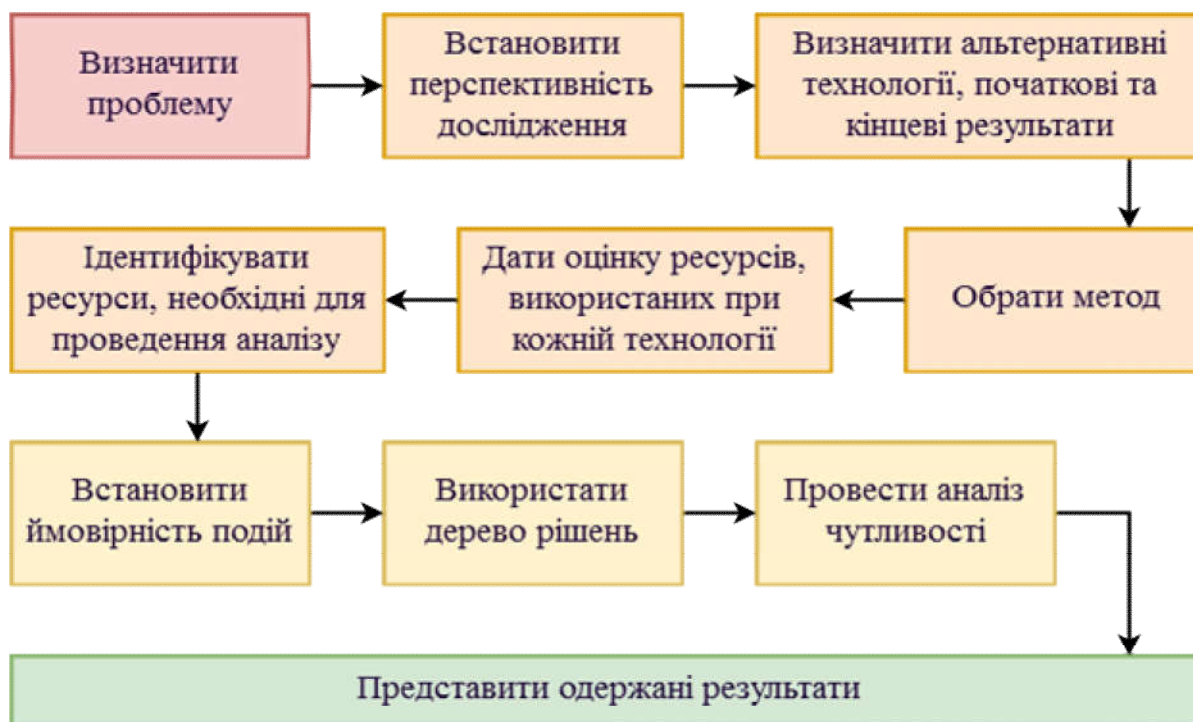 Визначити
проблему
Встановити
перспективність
дослідження
Визначити альтернативні
технології, початкові та
кінцеві результати
Обрати метод
Дати оцінку ресурсів,
використаних при
кожній технології
Ідентифікувати
ресурси, необхідні для
проведення аналізу
Встановити
ймовірність подій
Використати
дерево рішень
Провести аналіз
чутливості
Представити одержані результати